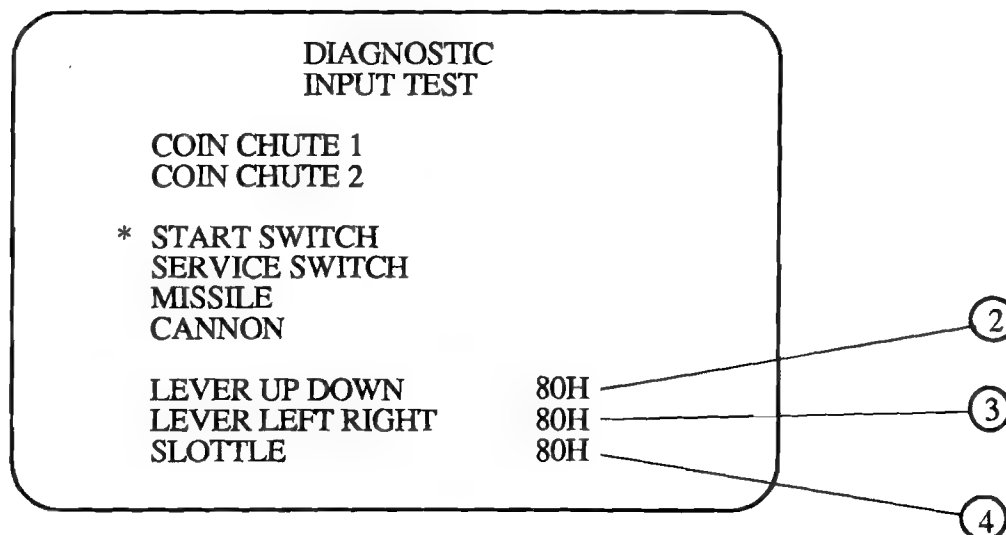 DIAGNOSTIC
INPUT TEST
COIN CHUTE 1
COIN CHUTE 2
* START SWITCH
SERVICE SWITCH
MISSILE
CANNON
LEVER UP DOWN 80H 2
LEVER LEFT RIGHT 80H 3
SLOTTLE 80H 4